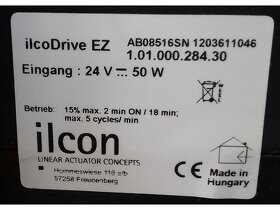 ilcoDrive EZ AB08516SN 1203611046
1.01.000.284.30
Eingang : 24 V ⎓ 50 W
Betrieb: 15% max. 2 min ON / 18 min;
max. 5 cycles/ min
ilcon
LINEAR ACTUATOR CONCEPTS
Hommeswiese 118 a/b
57258 Freudenberg
CE Made in
Hungary